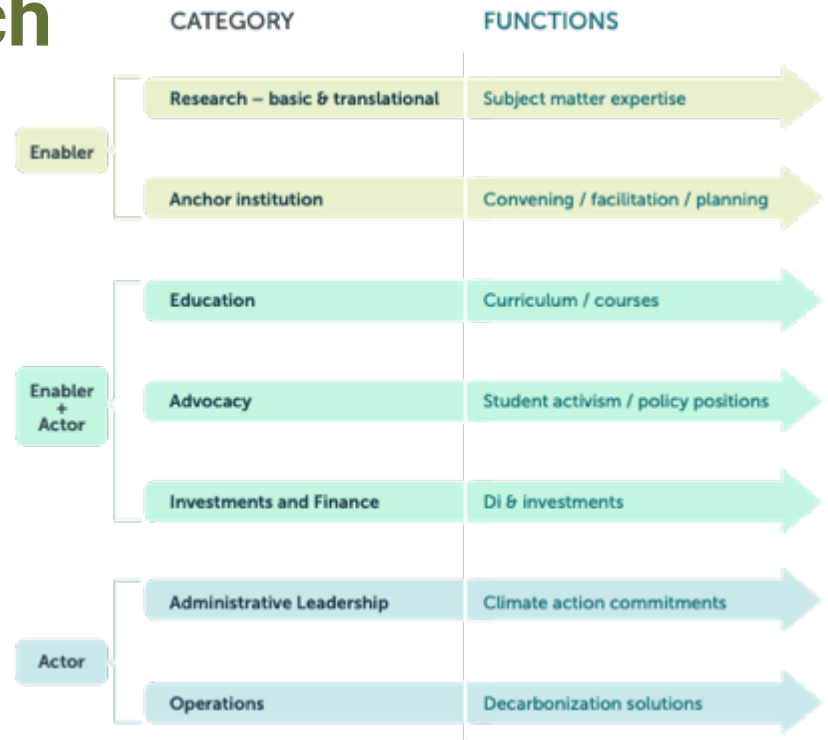 ch
CATEGORY FUNCTIONS
Research – basic & translational Subject matter expertise
Enabler
Anchor institution Convening / facilitation / planning
Education Curriculum / courses
Enabler
+
Actor
Advocacy Student activism / policy positions
Investments and Finance Di & investments
Administrative Leadership Climate action commitments
Actor
Operations Decarbonization solutions